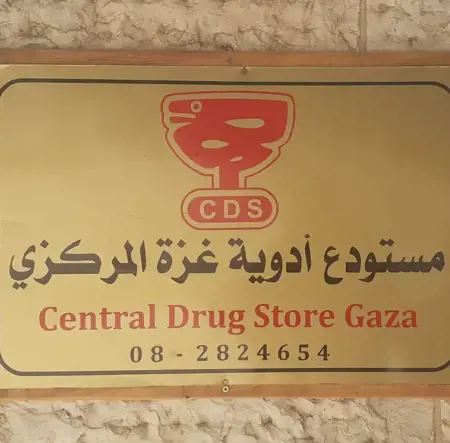 CDS
مستودع أدوية غزة المركزي
Central Drug Store Gaza
08 - 2824654